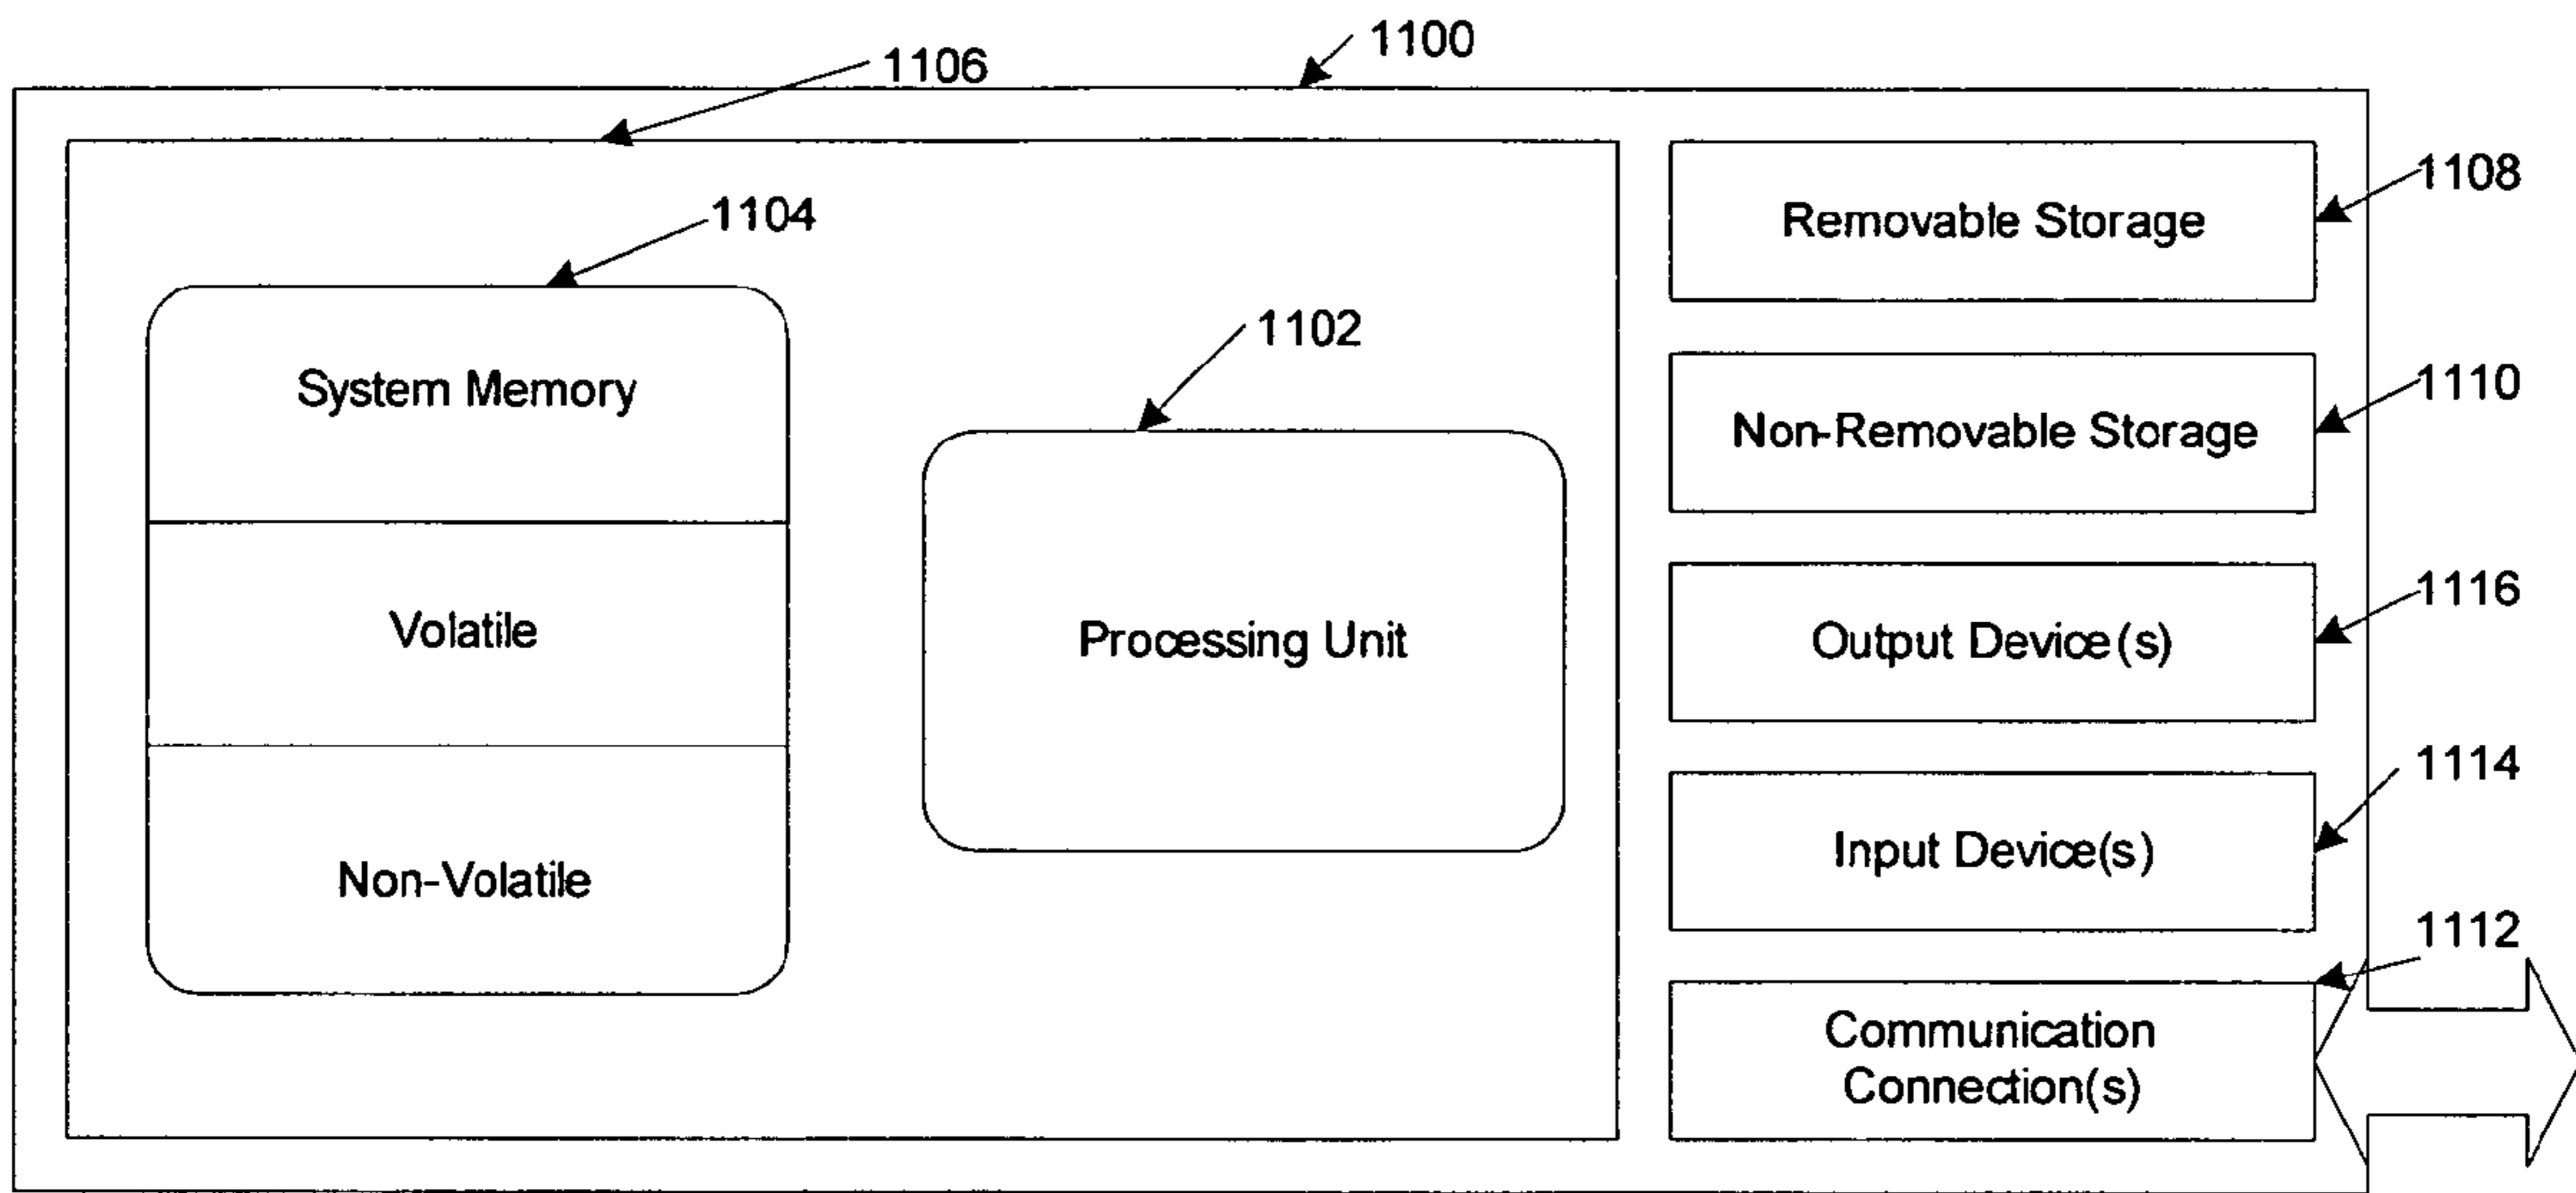 1100
1106
1108
1104
Removable Storage
1102
System Memory
1110
Non-Removable Storage
1116
Volatile
Processing Unit
Output Device(s)
1114
Input Device(s)
Non-Volatile
1112
Communication
Connection(s)